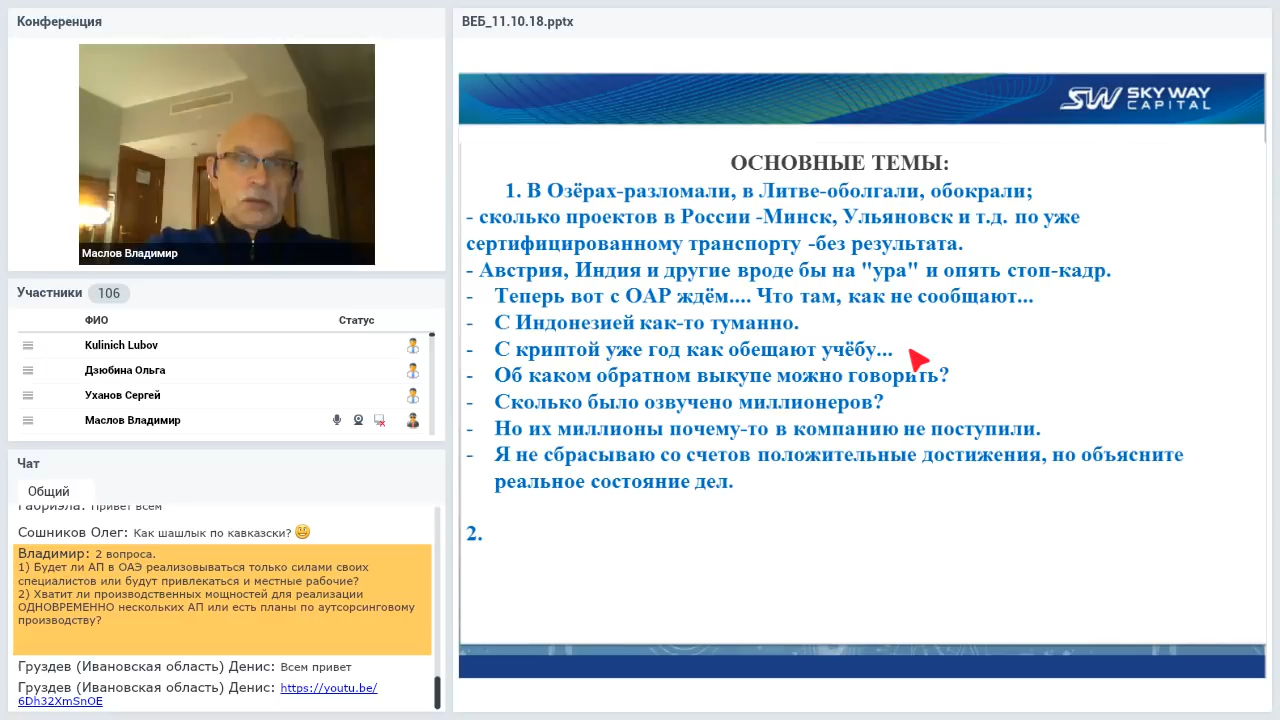 Конференция
Маслов Владимир
Участники 106
ФИО Статус
Kulinich Lubov
Дзюбина Ольга
Уханов Сергей
Маслов Владимир
Чат
Общий
Габриэла: Привет всем
Сошников Олег: Как шашлык по кавказски?
Владимир: 2 вопроса.
1) Будет ли АП в ОАЭ реализовываться только силами своих
специалистов или будут привлекаться и местные рабочие?
2) Хватит ли производственных мощностей для реализации
ОДНОВРЕМЕННО нескольких АП или есть планы по аутсорсинговому
производству?
Груздев (Ивановская область) Денис: Всем привет
Груздев (Ивановская область) Денис: https://youtu.be/
6Dh32XmSnOE
ВЕБ_11.10.18.pptx
SW SKY WAY
CAPITAL
ОСНОВНЫЕ ТЕМЫ:
1. В Озёрах-разломали, в Литве-оболгали, обокрали;
- сколько проектов в России -Минск, Ульяновск и т.д. по уже
сертифицированному транспорту -без результата.
- Австрия, Индия и другие вроде бы на "ура" и опять стоп-кадр.
- Теперь вот с ОАР ждём.... Что там, как не сообщают...
- С Индонезией как-то туманно.
- С криптой уже год как обещают учёбу...
- Об каком обратном выкупе можно говорить?
- Сколько было озвучено миллионеров?
- Но их миллионы почему-то в компанию не поступили.
- Я не сбрасываю со счетов положительные достижения, но объясните
реальное состояние дел.
2.